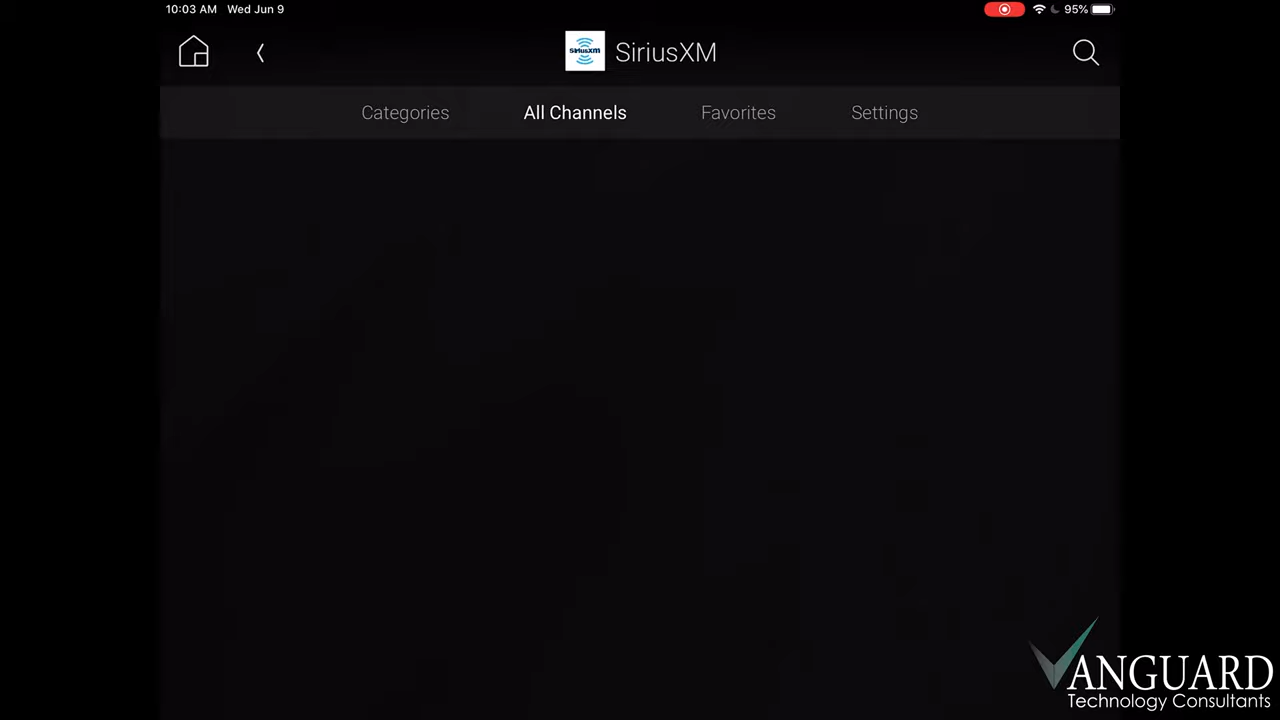 10:03 AM Wed Jun 9
95%
SiriusXM
SiriusXM
Categories
All Channels
Favorites
Settings
VANGUARD
Technology Consultants